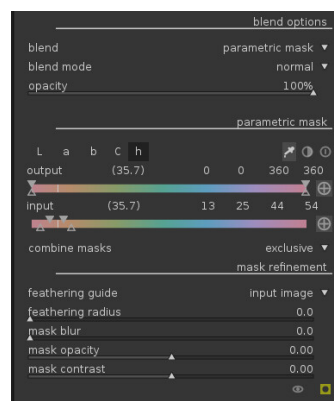 blend options
blend parametric mask
blend mode normal
opacity 100%
parametric mask
L a b C h
output (35.7) 0 0 360 360
input (35.7) 13 25 44 54
combine masks exclusive
mask refinement
feathering guide input image
feathering radius 0.0
mask blur 0.0
mask opacity 0.00
mask contrast 0.00